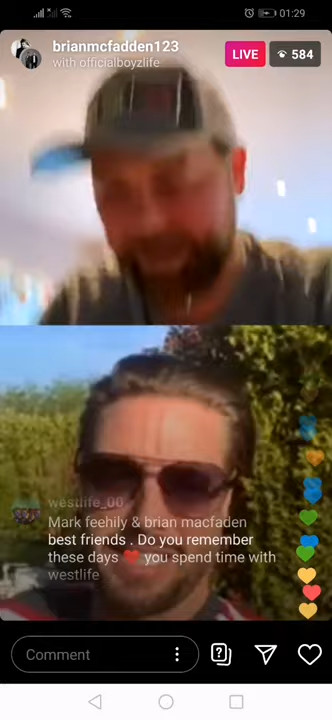 01:29
brianmcfadden123
with officialboyzlife
LIVE
584
westlife_00
Mark feehily & brian macfaden
best friends . Do you remember
these days ❤️ you spend time with
westlife
Comment